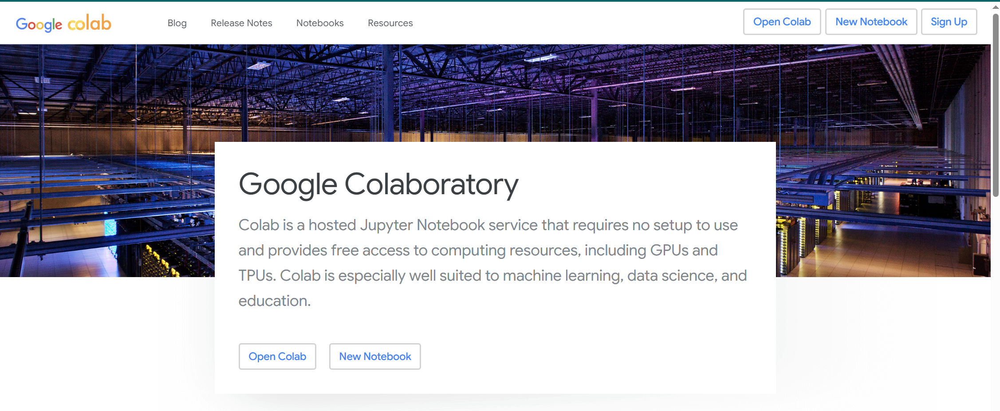 Google colab
Blog
Release Notes
Notebooks
Resources
Open Colab
New Notebook
Sign Up
Google Colaboratory
Colab is a hosted Jupyter Notebook service that requires no setup to use
and provides free access to computing resources, including GPUs and
TPUs. Colab is especially well suited to machine learning, data science, and
education.
Open Colab
New Notebook